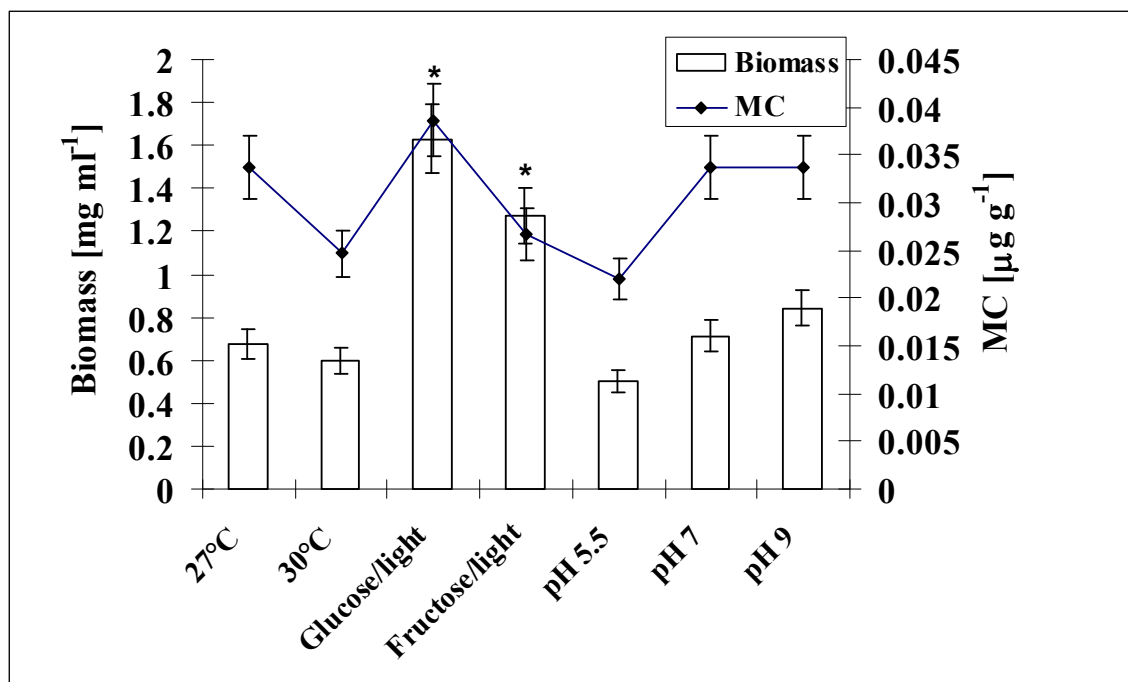 Biomass [mg ml-1]
2
1.8
1.6
1.4
1.2
1
0.8
0.6
0.4
0.2
0
*
*
Biomass
MC
0.045
0.04
0.035
0.03
0.025
0.02
0.015
0.01
0.005
0
MC [µg g-1]
27°C
30°C
Glucose/light
Fructose/light
pH 5.5
pH 7
pH 9